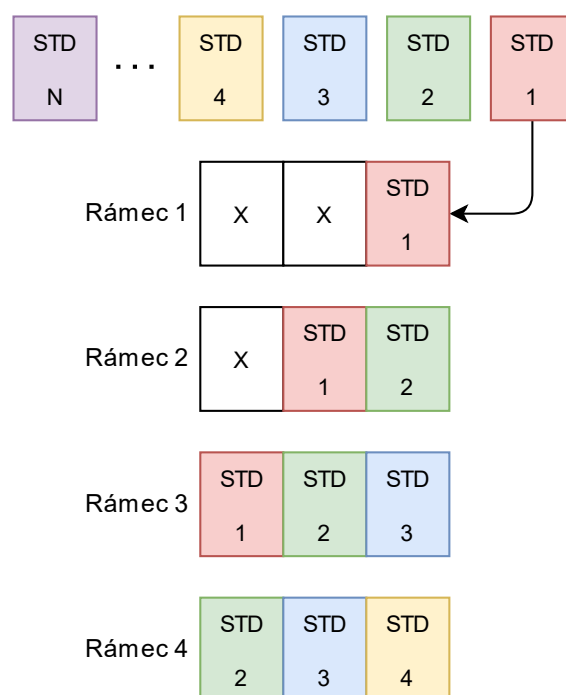 STD STD STD STD STD
N ... 4 3 2 1
Rámec 1 X X STD
1
Rámec 2 X STD STD
1 2
Rámec 3 STD STD STD
1 2 3
Rámec 4 STD STD STD
2 3 4